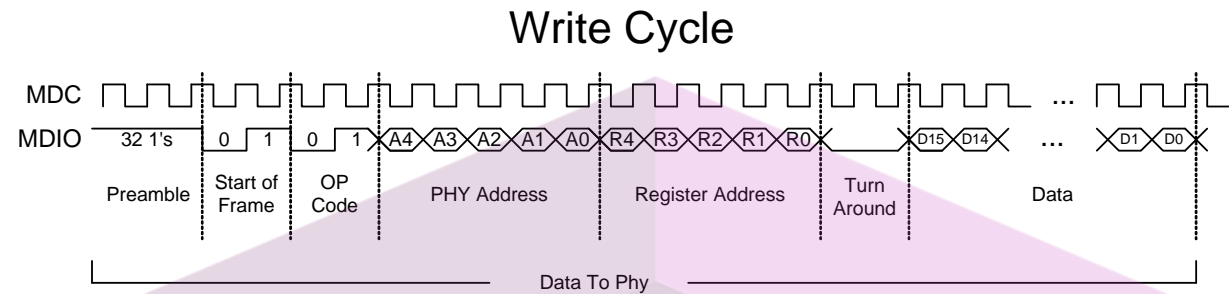 Write Cycle
MDC ...
MDIO 32 1's 0 1 0 1 A4 A3 A2 A1 A0 R4 R3 R2 R1 R0 D15 D14 ... D1 D0
Preamble Start of Frame OP Code PHY Address Register Address Turn Around Data
Data To Phy